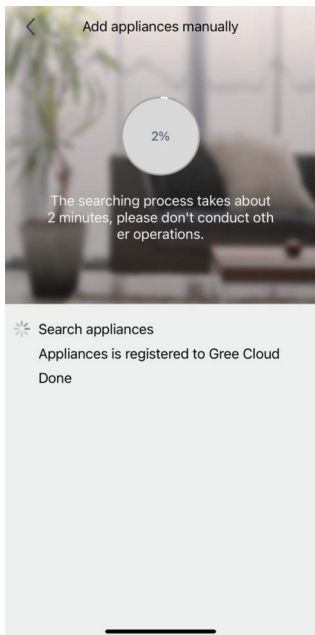 Add appliances manually
2%
The searching process takes about
2 minutes, please don't conduct oth
er operations.
Search appliances
Appliances is registered to Gree Cloud
Done